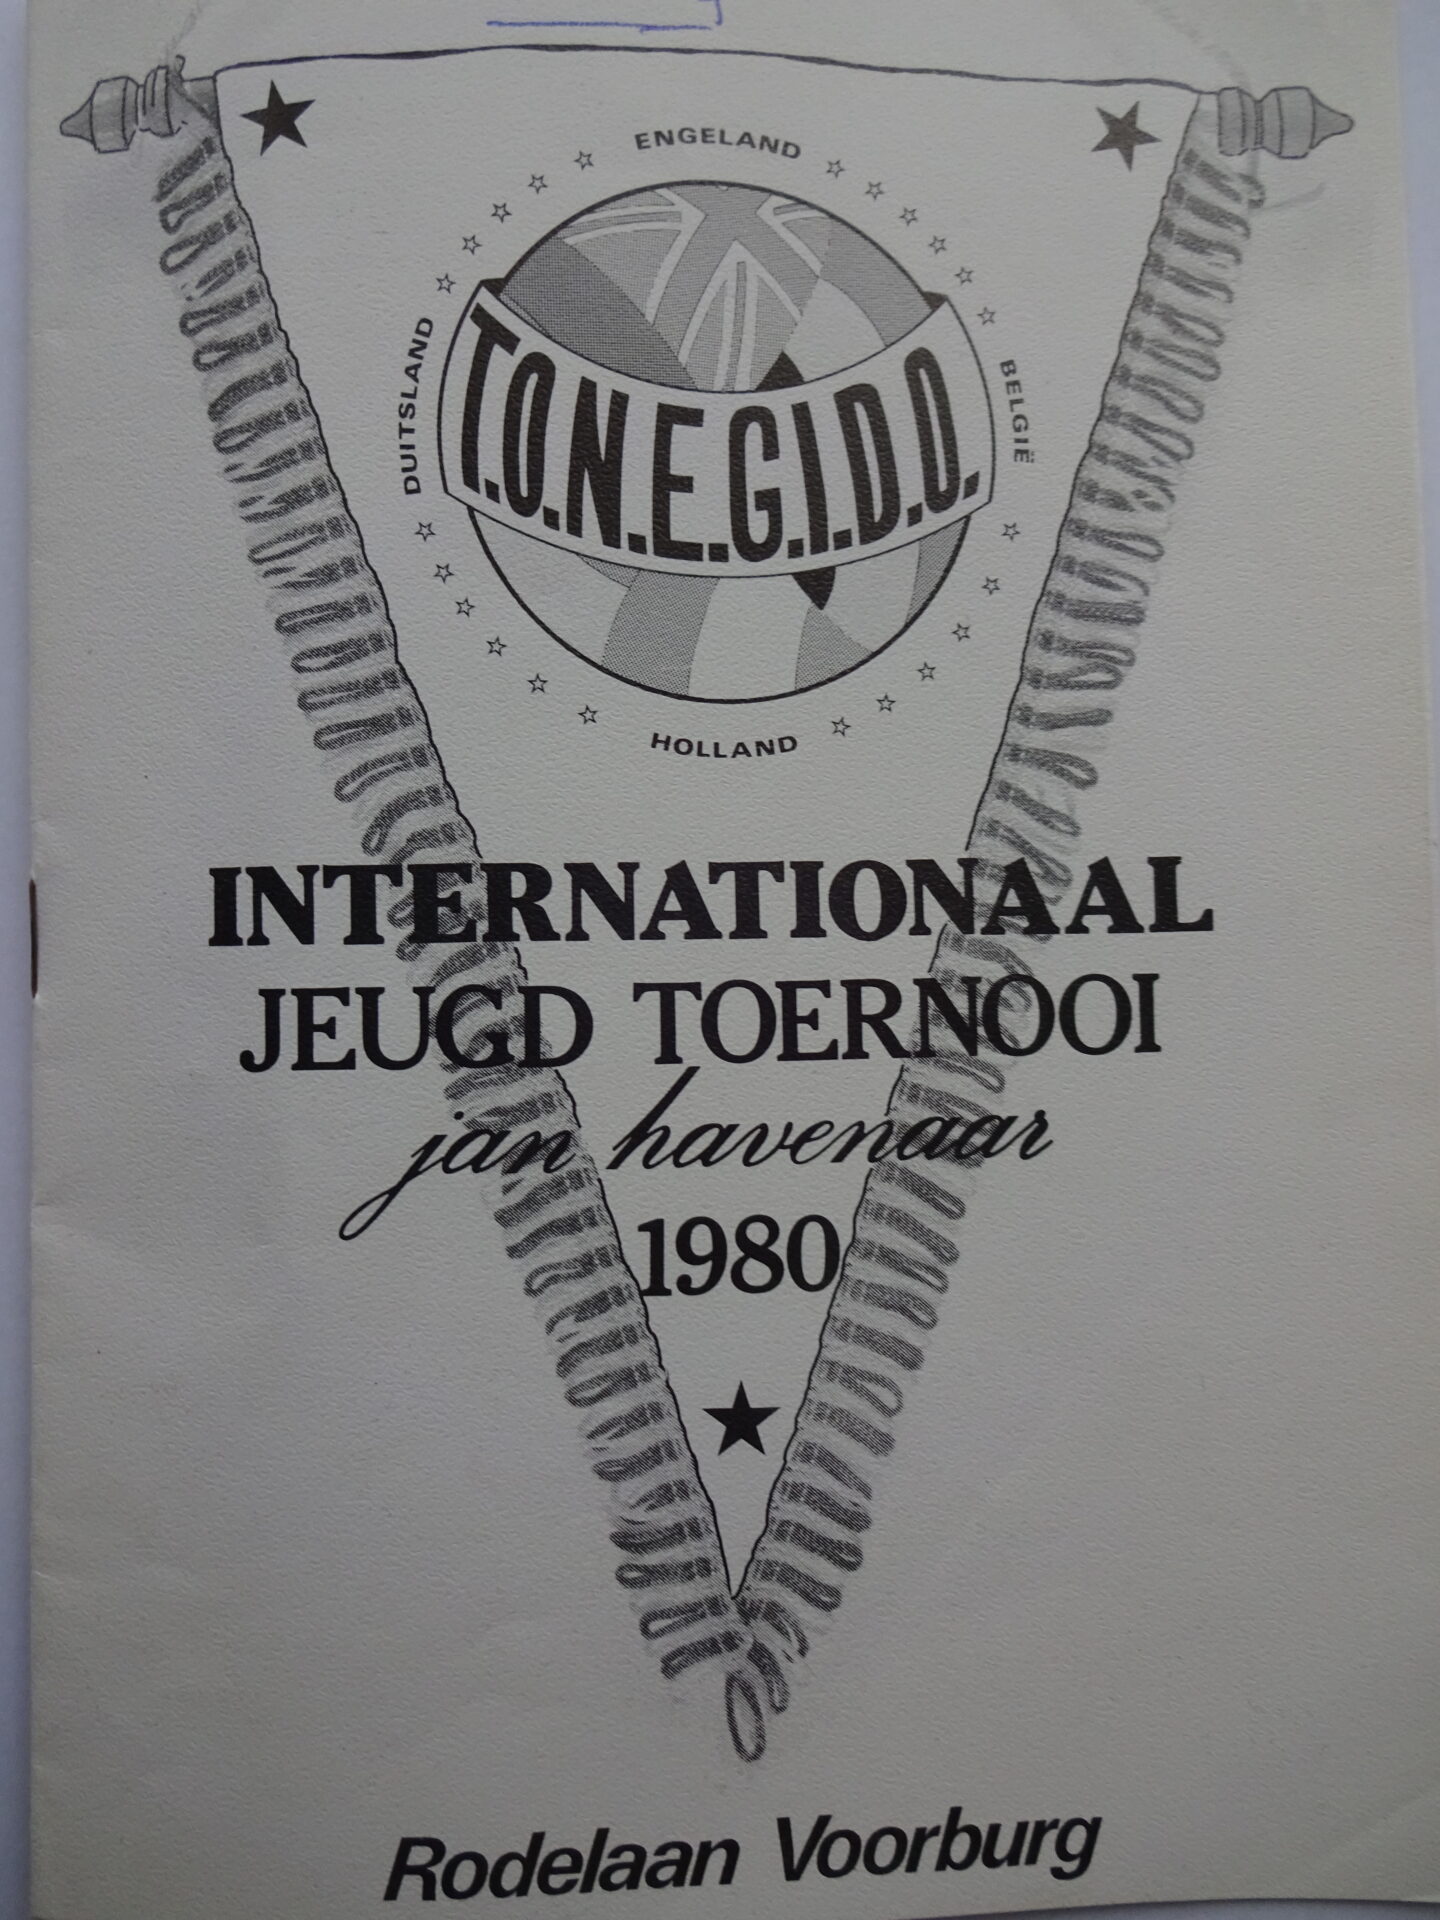 ENGELAND
DUITSLAND
BELGIË
T.O.N.E.G.I.D.O.
HOLLAND
INTERNATIONAAL
JEUGD TOERNOOI
jan havenaar
1980
Rodelaan Voorburg